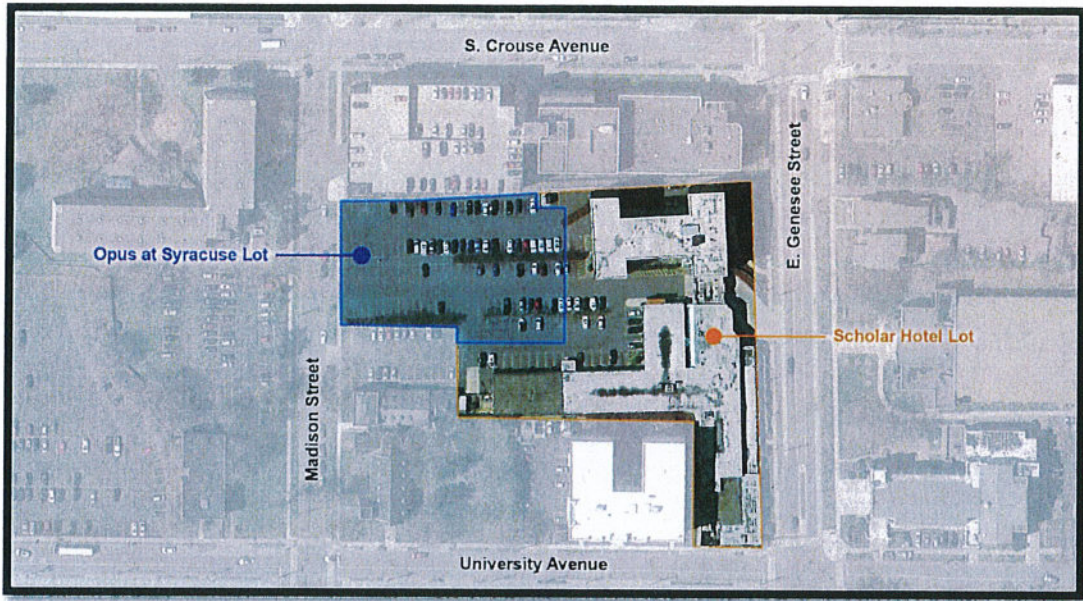 S. Crouse Avenue
E. Genesee Street
Opus at Syracuse Lot
Scholar Hotel Lot
Madison Street
University Avenue